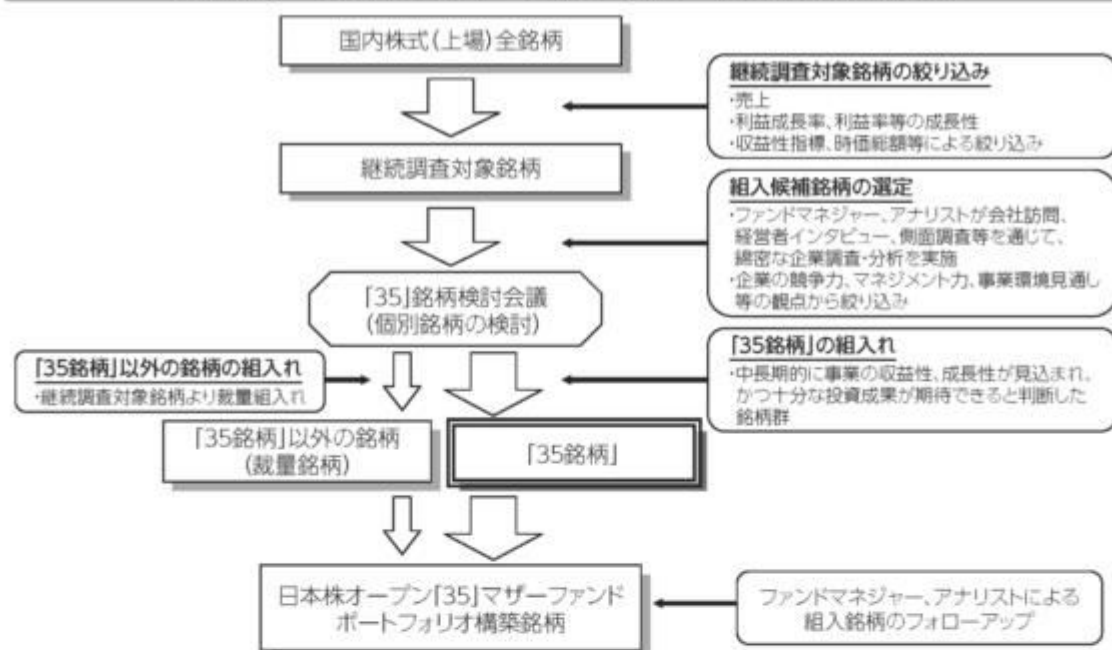 国内株式(上場)全銘柄
継続調査対象銘柄の絞り込み
・売上
・利益成長率、利益率等の成長性
・収益性指標、時価総額等による絞り込み
継続調査対象銘柄
組入候補銘柄の選定
・ファンドマネジャー、アナリストが会社訪問、
経営者インタビュー、側面調査等を通じて、
綿密な企業調査・分析を実施
・企業の競争力、マネジメント力、事業環境見通し
等の観点から絞り込み
「35」銘柄検討会議
(個別銘柄の検討)
「35銘柄」以外の銘柄の組入れ
・継続調査対象銘柄より裁量組入れ
「35銘柄」の組入れ
・中長期的に事業の収益性、成長性が見込まれ、
かつ十分な投資成果が期待できると判断した
銘柄群
「35銘柄」以外の銘柄
(裁量銘柄)
「35銘柄」
日本株オープン「35」マザーファンド
ポートフォリオ構築銘柄
ファンドマネジャー、アナリストによる
組入銘柄のフォローアップ